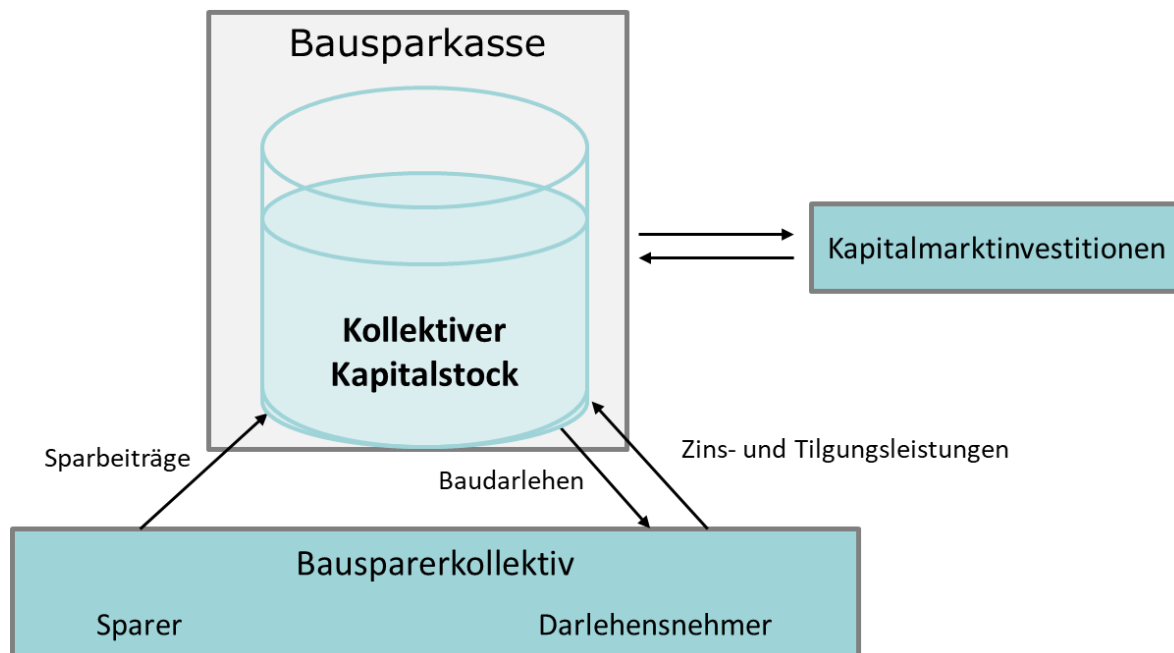 Bausparkasse
Kollektiver
Kapitalstock
Kapitalmarktinvestitionen
Sparbeiträge
Baudarlehen
Zins- und Tilgungsleistungen
Bausparerkollektiv
Sparer
Darlehensnehmer